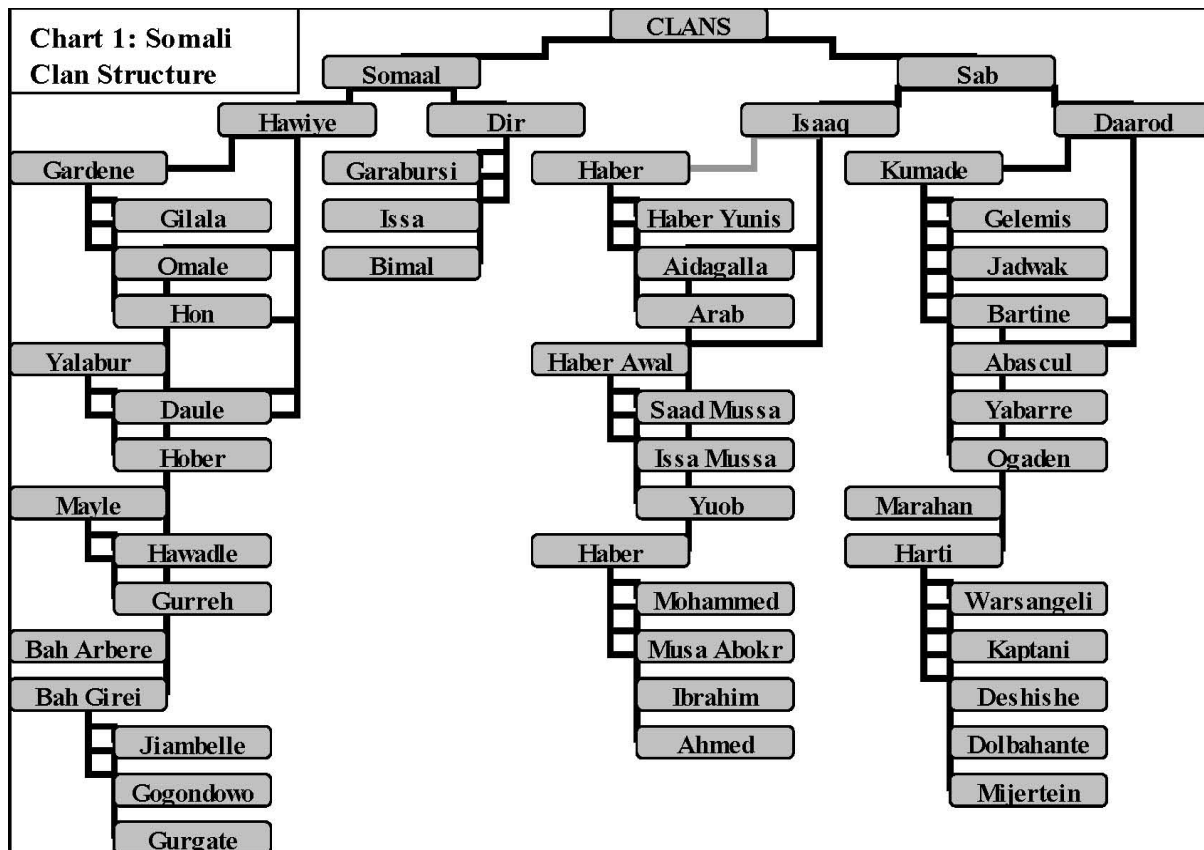 Chart 1: Somali
Clan Structure
CLANS
Somaal
Sab
Hawiye
Dir
Isaaq
Daarod
Gardene
Gilala
Omale
Hon
Yalabur
Daule
Hober
Mayle
Hawadle
Gurreh
Bah Arbere
Bah Girei
Jiambelle
Gogondowo
Gurgate
Garabursi
Issa
Bimal
Haber
Haber Yunis
Aidagalla
Arab
Haber Awal
Saad Mussa
Issa Mussa
Yuob
Haber
Mohammed
Musa Abokr
Ibrahim
Ahmed
Kumade
Gelemis
Jadwak
Bartine
Abascul
Yabarre
Ogaden
Marahan
Harti
Warsangeli
Kaptani
Deshishe
Dolbahante
Mijertein